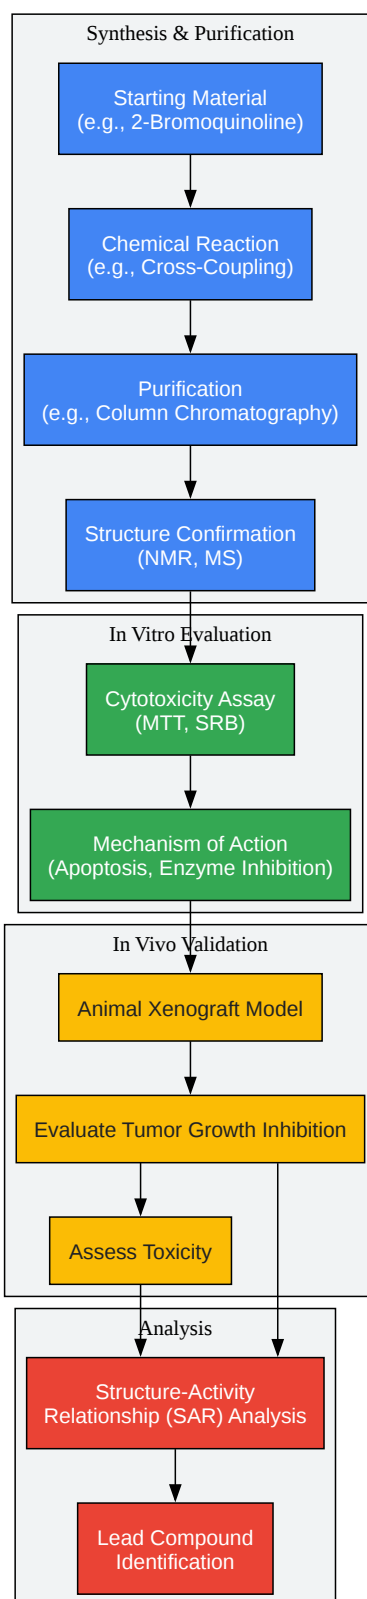 Synthesis & Purification
Starting Material
(e.g., 2-Bromoquinoline)
Chemical Reaction
(e.g., Cross-Coupling)
Purification
(e.g., Column Chromatography)
Structure Confirmation
(NMR, MS)
In Vitro Evaluation
Cytotoxicity Assay
(MTT, SRB)
Mechanism of Action
(Apoptosis, Enzyme Inhibition)
In Vivo Validation
Animal Xenograft Model
Evaluate Tumor Growth Inhibition
Assess Toxicity
Analysis
Structure-Activity
Relationship (SAR) Analysis
Lead Compound
Identification